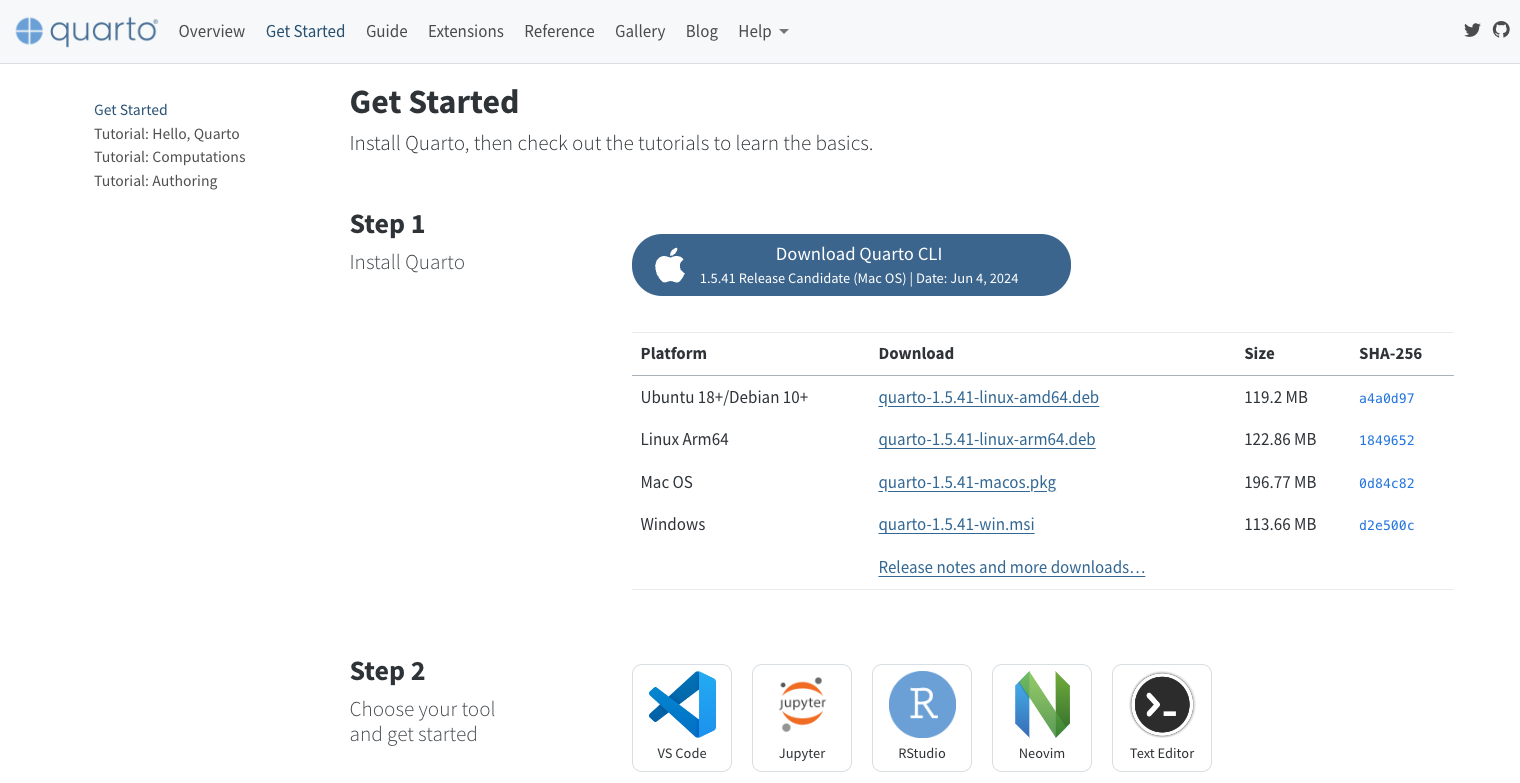 quarto Overview Get Started Guide Extensions Reference Gallery Blog Help
Get Started
Tutorial: Hello, Quarto
Tutorial: Computations
Tutorial: Authoring
Get Started
Install Quarto, then check out the tutorials to learn the basics.
Step 1
Install Quarto
Download Quarto CLI
1.5.41 Release Candidate (Mac OS) | Date: Jun 4, 2024
Platform Download Size SHA-256
Ubuntu 18+/Debian 10+ quarto-1.5.41-linux-amd64.deb 119.2 MB a4a0d97
Linux Arm64 quarto-1.5.41-linux-arm64.deb 122.86 MB 1849652
Mac OS quarto-1.5.41-macos.pkg 196.77 MB 0d84c82
Windows quarto-1.5.41-win.msi 113.66 MB d2e500c
Release notes and more downloads…
Step 2
Choose your tool
and get started
jupyter R
VS Code Jupyter RStudio Neovim Text Editor